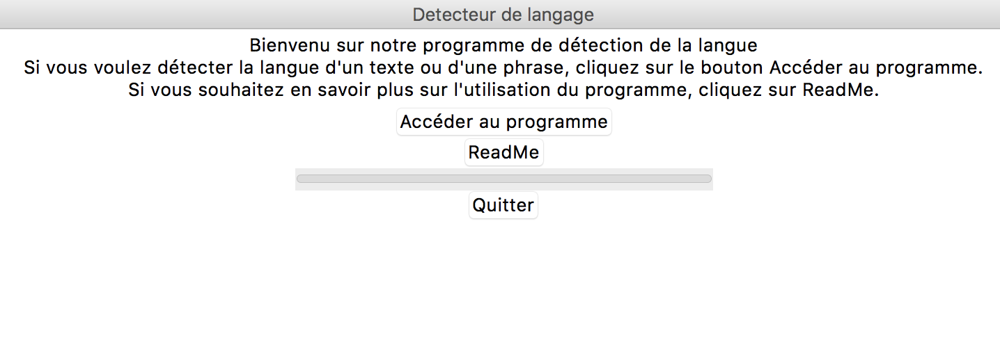 Detecteur de langage
Bienvenu sur notre programme de détection de la langue
Si vous voulez détecter la langue d'un texte ou d'une phrase, cliquez sur le bouton Accéder au programme.
Si vous souhaitez en savoir plus sur l'utilisation du programme, cliquez sur ReadMe.
Accéder au programme
ReadMe
Quitter